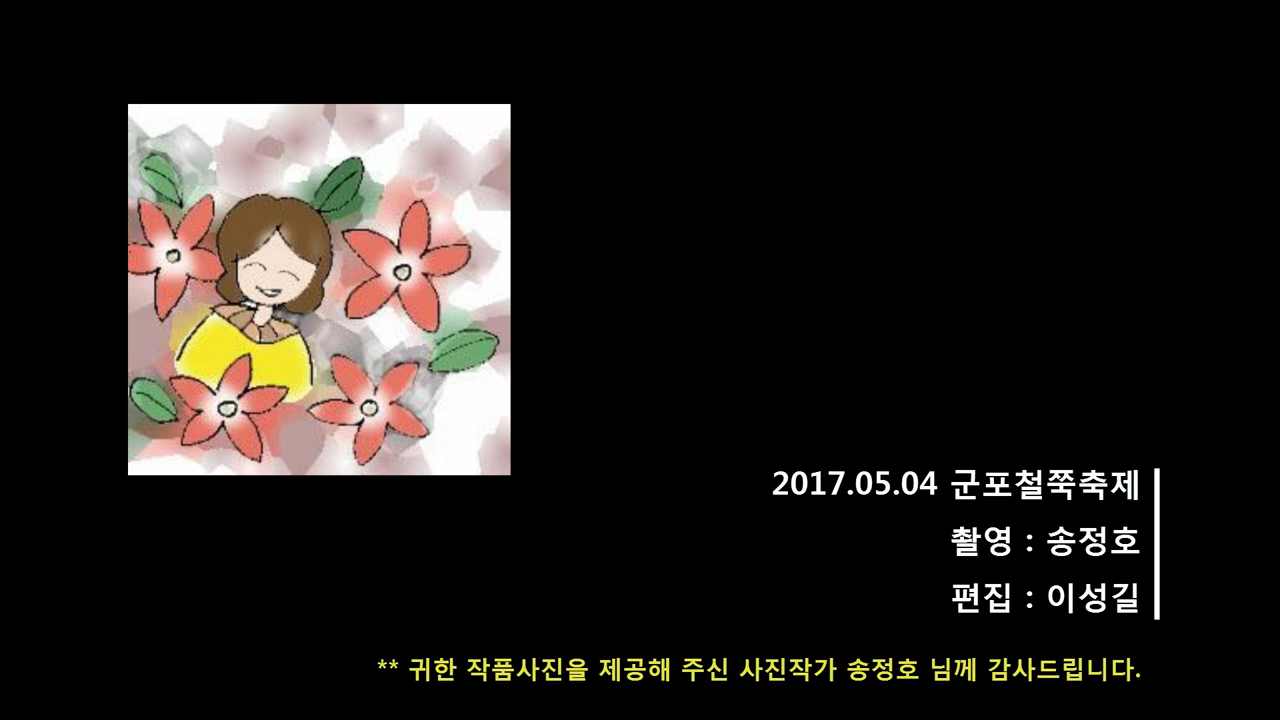 2017.05.04 군포철쭉축제
촬영 : 송정호
편집 : 이성길
** 귀한 작품사진을 제공해 주신 사진작가 송정호 님께 감사드립니다.